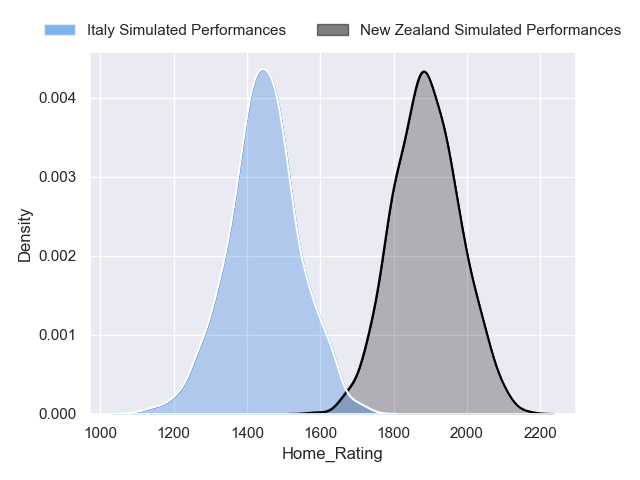 Italy Simulated Performances New Zealand Simulated Performances
0.004
0.003
0.002
0.001
0.000
Density
1000 1200 1400 1600 1800 2000 2200
Home_Rating